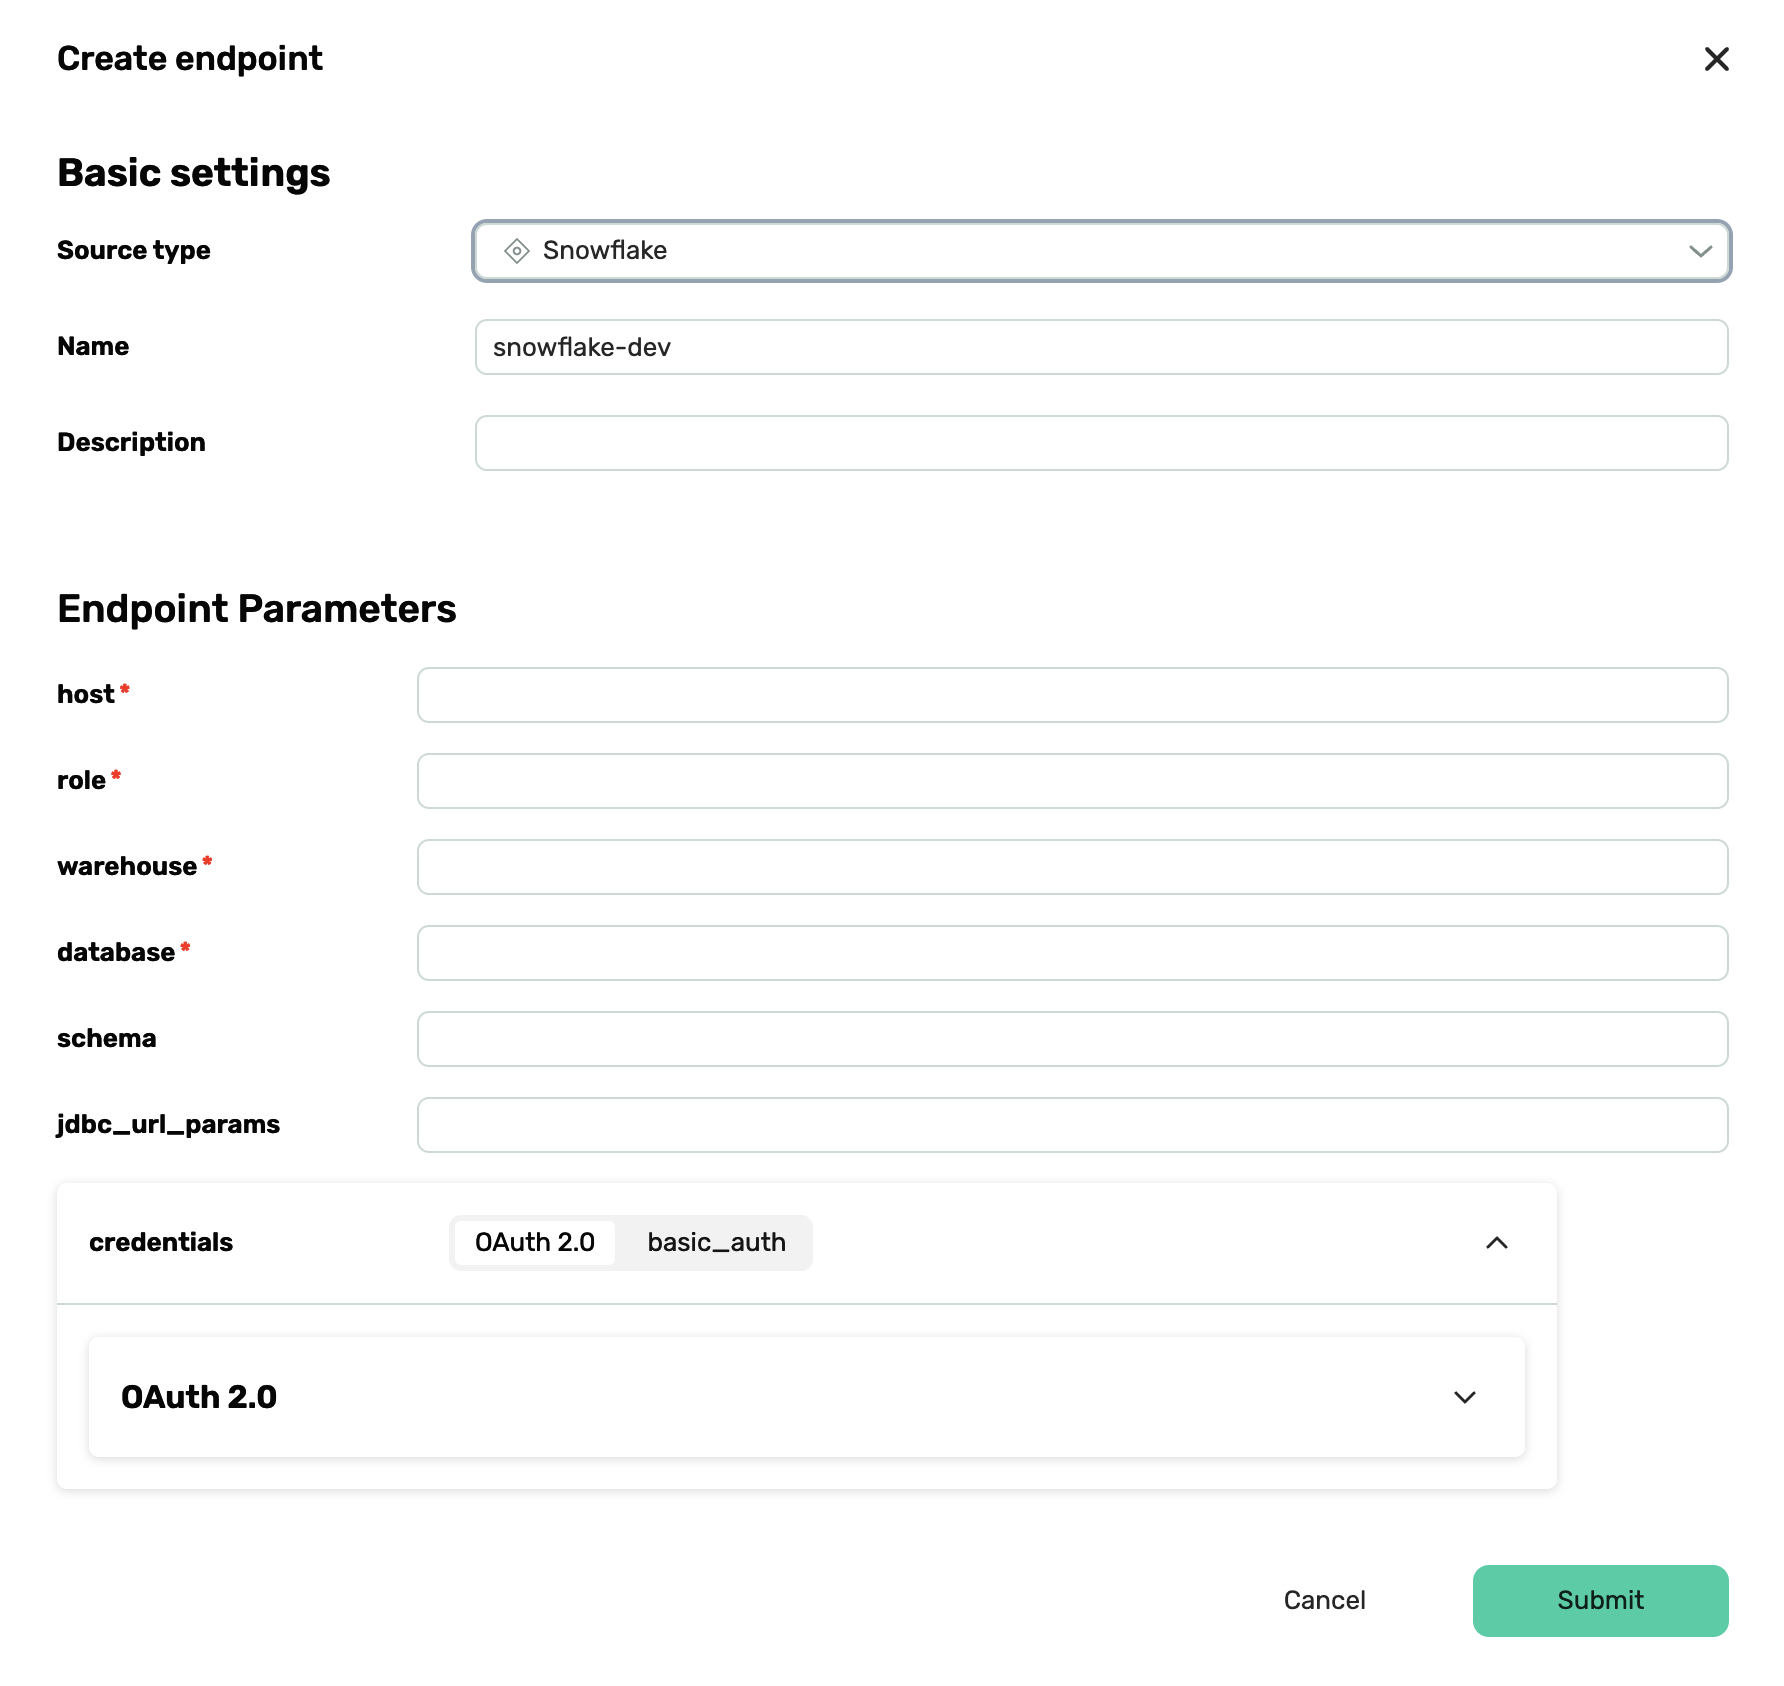 Create endpoint
Basic settings
Source type Snowflake
Name snowflake-dev
Description
Endpoint Parameters
host *
role *
warehouse *
database *
schema
jdbc_url_params
credentials OAuth 2.0 basic_auth
OAuth 2.0
Cancel Submit